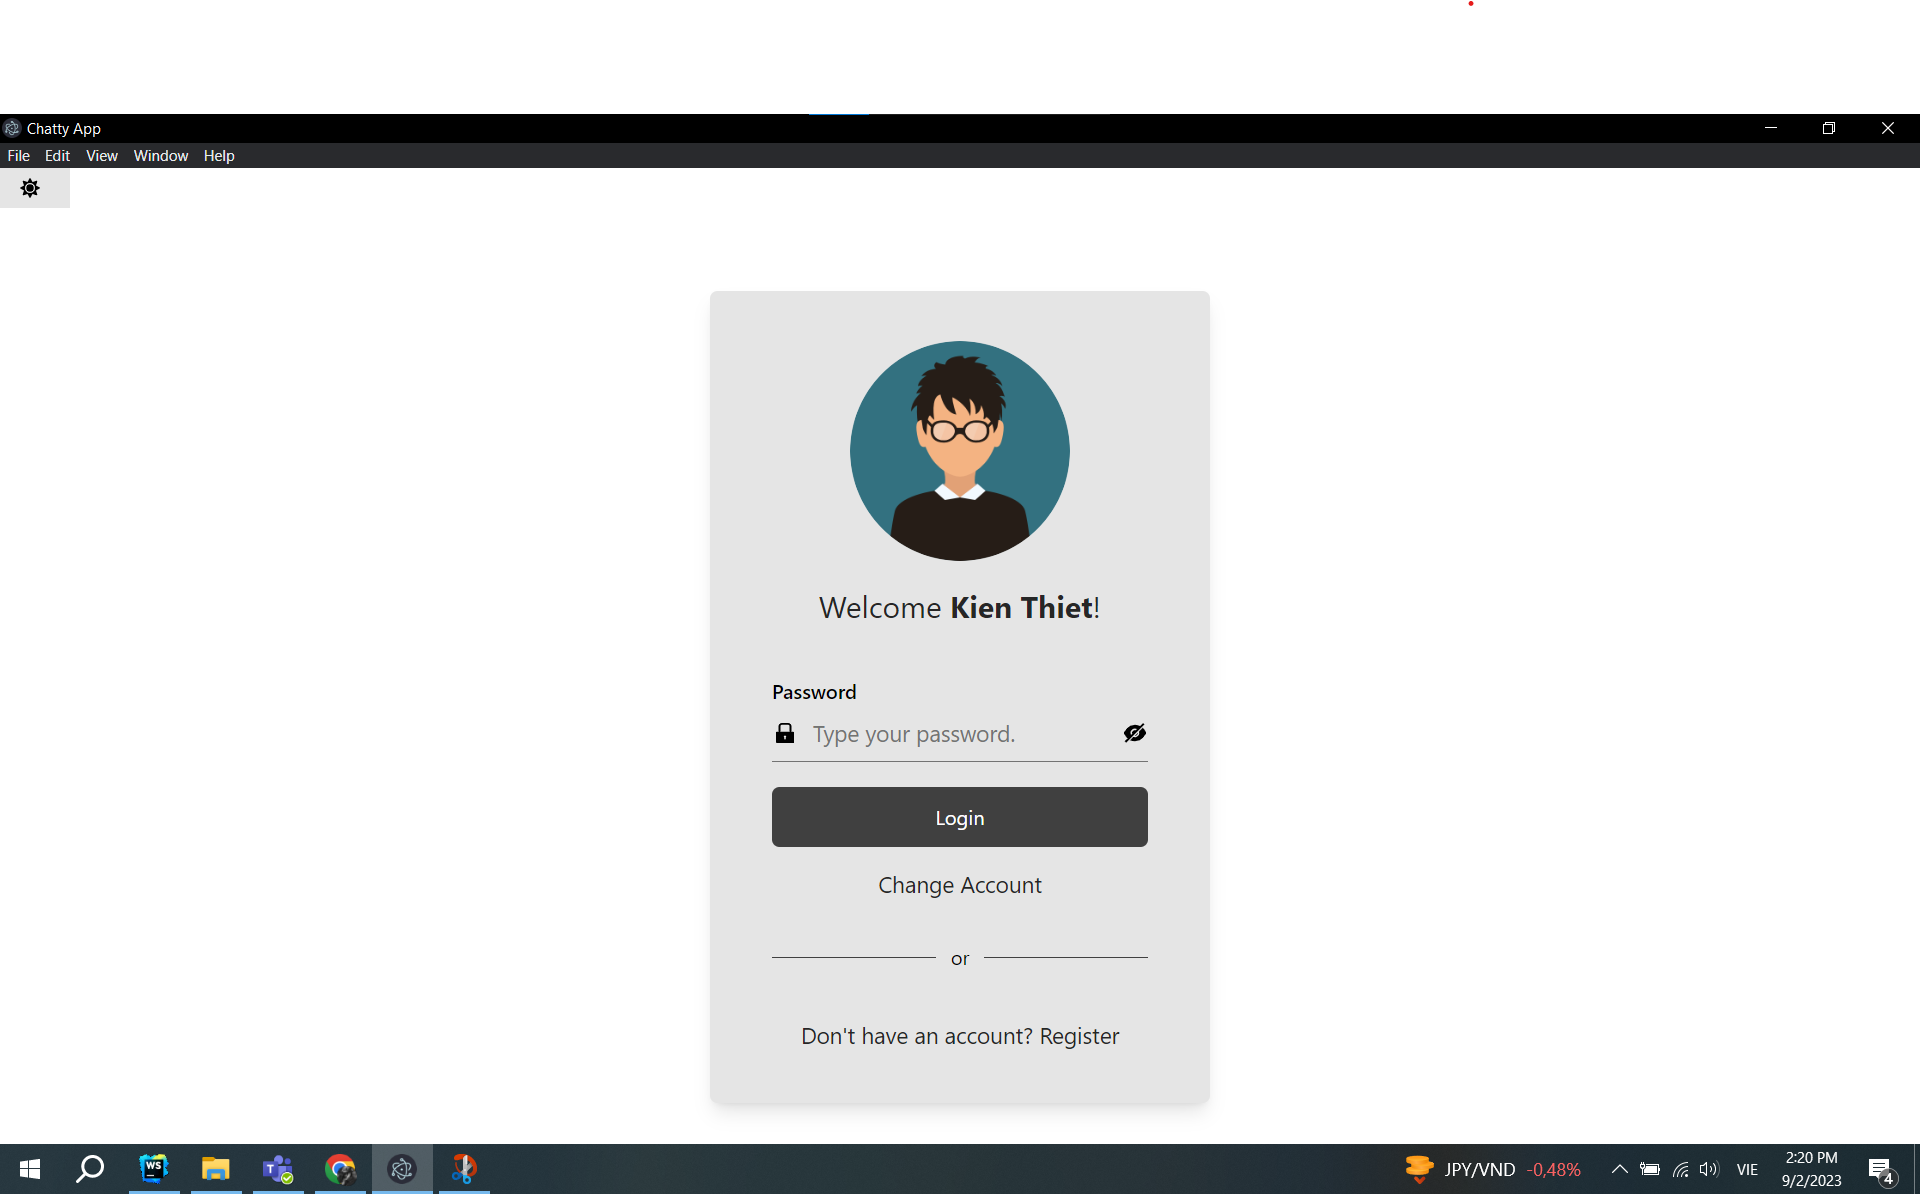 Chatty App
File Edit View Window Help
Welcome Kien Thiet!
Password
Type your password.
Login
Change Account
or
Don't have an account? Register
WS
T
JPY/VND -0,48%
VIE
2:20 PM
9/2/2023
4